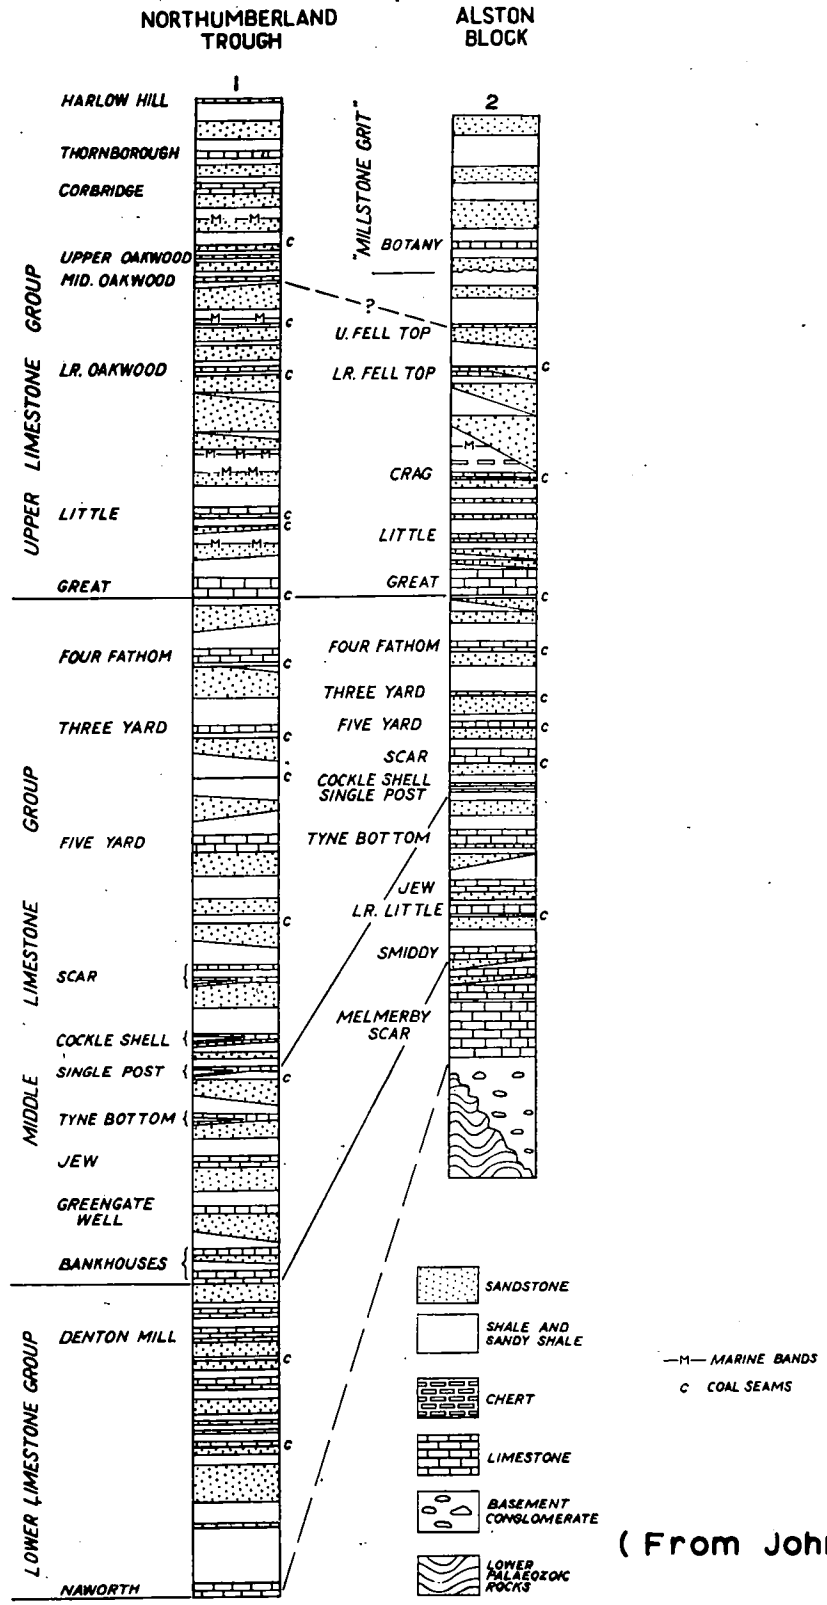 NORTHUMBERLAND
TROUGH
ALSTON
BLOCK
1
2
HARLOW HILL
THORNBOROUGH
CORBRIDGE
M M
C
UPPER OAKWOOD
MID. OAKWOOD
M M
C
LR. OAKWOOD
C
M M M
M M
LITTLE
C
C
M M
GREAT
C
FOUR FATHOM
C
THREE YARD
C
C
FIVE YARD
C
SCAR
COCKLE SHELL
SINGLE POST
C
TYNE BOTTOM
JEW
GREENGATE
WELL
BANKHOUSES
DENTON MILL
C
C
NAWORTH
UPPER LIMESTONE GROUP
MIDDLE LIMESTONE GROUP
LOWER LIMESTONE GROUP
"MILLSTONE GRIT"
BOTANY
?
U. FELL TOP
LR. FELL TOP
C
M
CRAG
C
LITTLE
GREAT
C
FOUR FATHOM
C
THREE YARD
C
FIVE YARD
C
SCAR
C
COCKLE SHELL
SINGLE POST
TYNE BOTTOM
JEW
LR. LITTLE
C
SMIDDY
MELMERBY
SCAR
SANDSTONE
SHALE AND
SANDY SHALE
CHERT
LIMESTONE
BASEMENT
CONGLOMERATE
LOWER
PALAEOZOIC
ROCKS
—M— MARINE BANDS
C COAL SEAMS
( From John